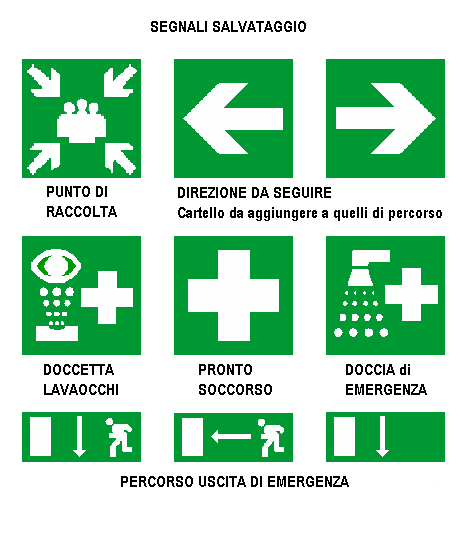 SEGNALI SALVATAGGIO
PUNTO DI
RACCOLTA
DIREZIONE DA SEGUIRE
Cartello da aggiungere a quelli di percorso
DOCCETTA
LAVAOCCHI
PRONTO
SOCCORSO
DOCCIA di
EMERGENZA
PERCORSO USCITA DI EMERGENZA